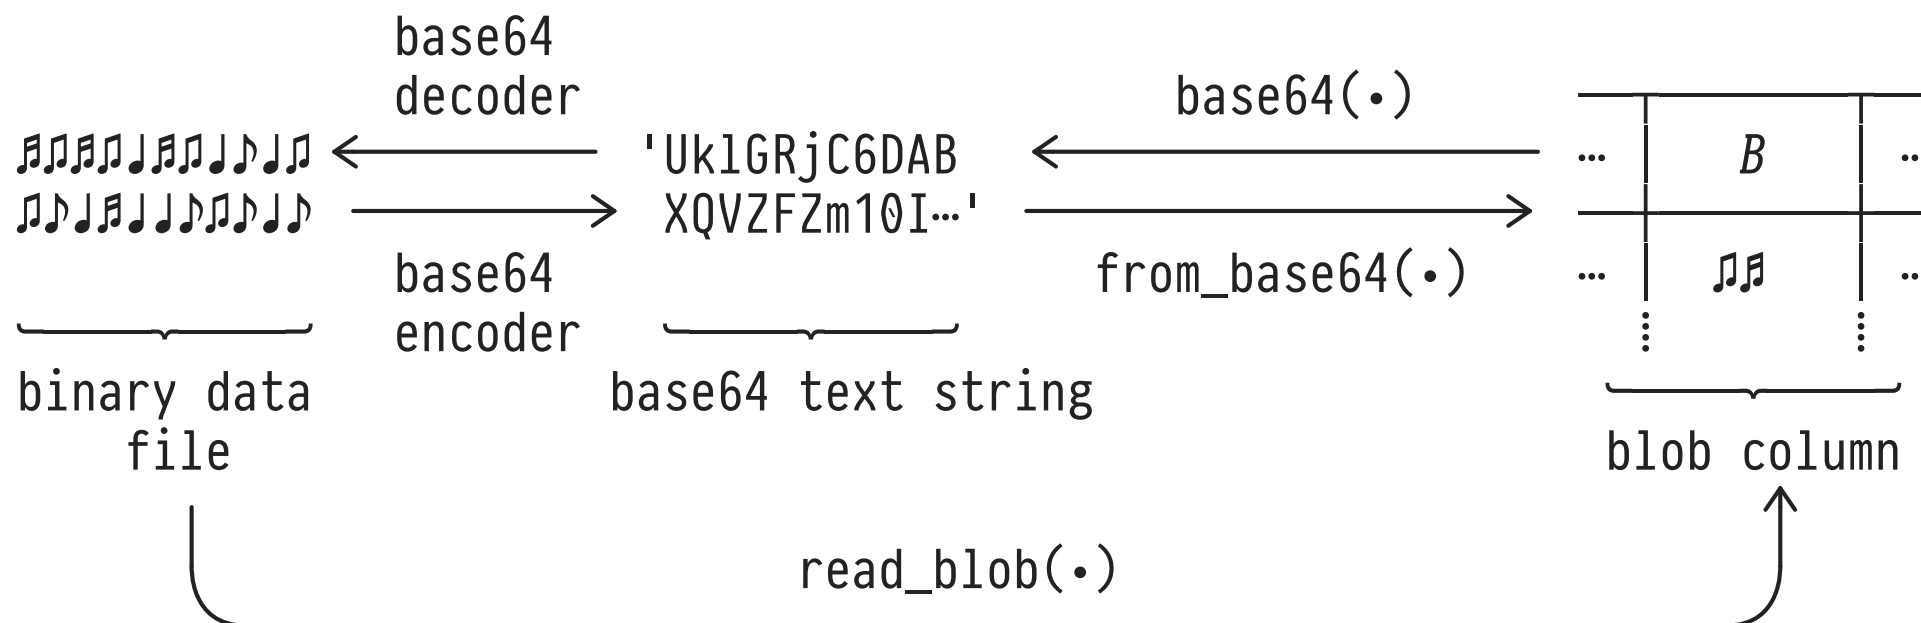 base64
decoder
base64(·)
♬♫♬♫♩♬♫♩♪♩♫
'UklGRjC6DAB
… B ..
♫♪♩♬♩♩♪♫♪♩♪
XQVZFZm10I…'
base64
encoder
from_base64(·)
… ♫♬ ..
binary data
file
base64 text string
blob column
read_blob(·)